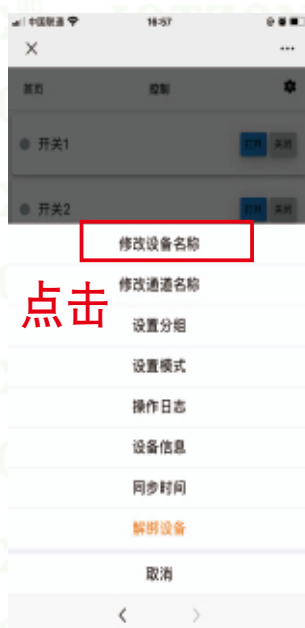 中国联通 16:57
首页 控制
开关1 打开 关闭
开关2 打开 关闭
修改设备名称
修改通道名称
点击
设置分组
设置模式
操作日志
设备信息
同步时间
解绑设备
取消